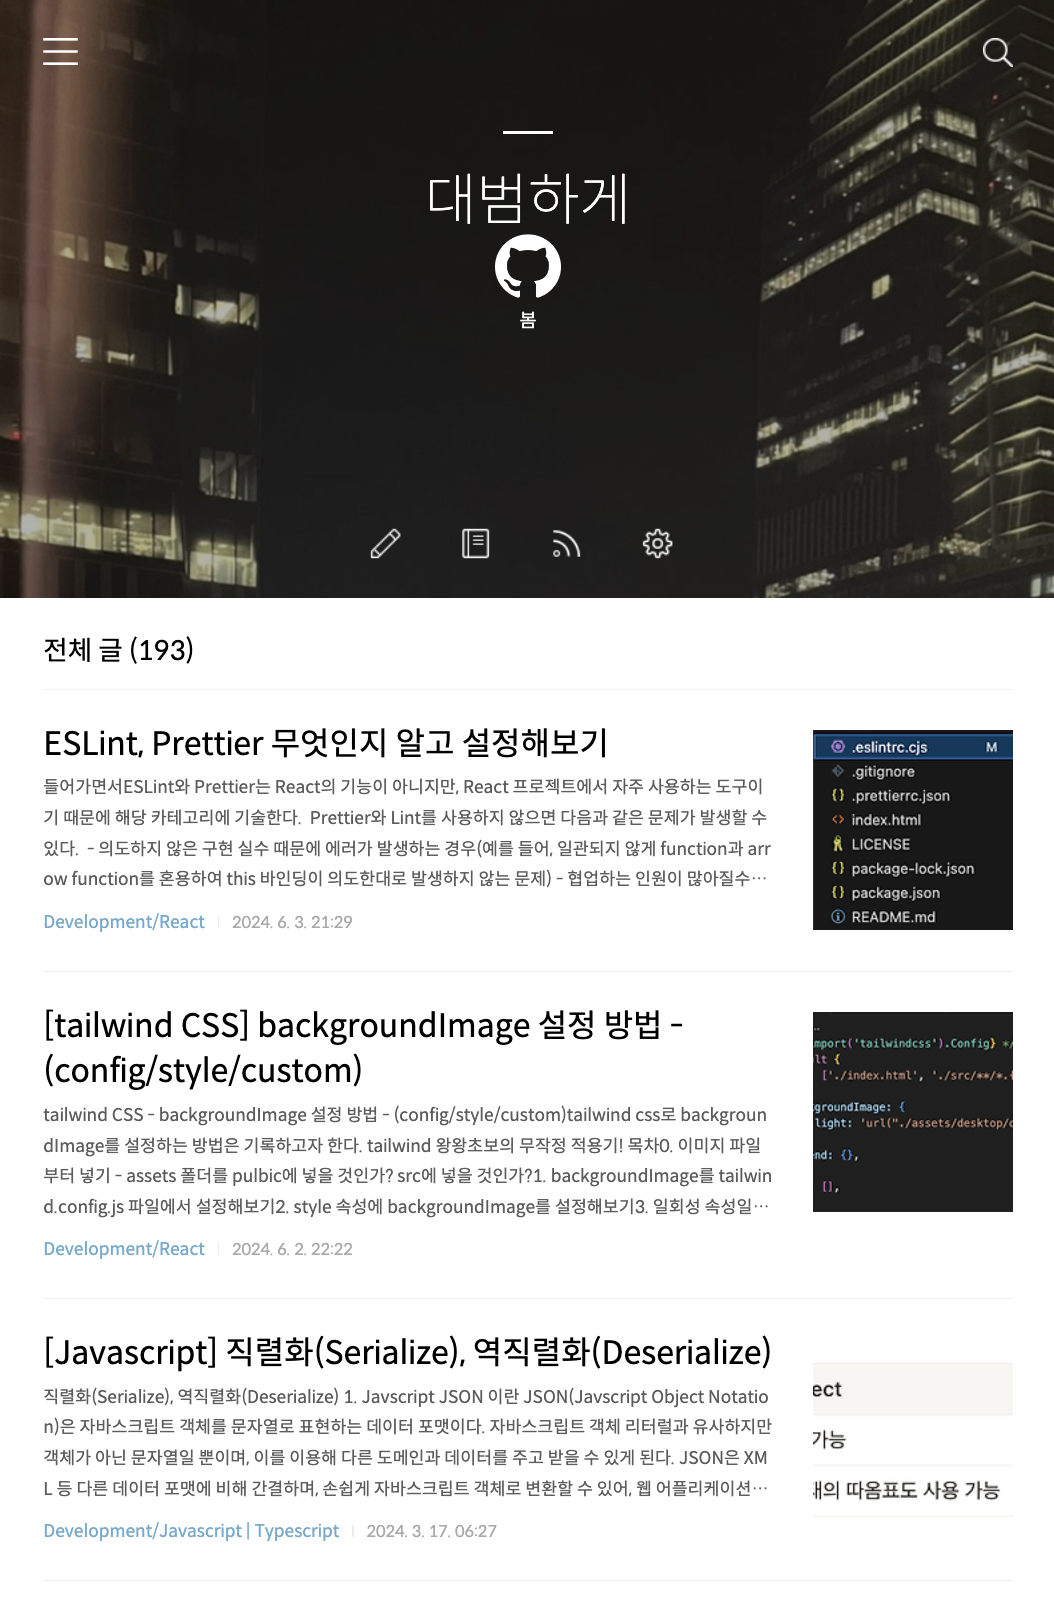 대범하게
봄
전체 글 (193)
ESLint, Prettier 무엇인지 알고 설정해보기
들어가면서ESLint와 Prettier는 React의 기능이 아니지만, React 프로젝트에서 자주 사용하는 도구이
기 때문에 해당 카테고리에 기술한다.  Prettier와 Lint를 사용하지 않으면 다음과 같은 문제가 발생할 수
있다.  - 의도하지 않은 구현 실수 때문에 에러가 발생하는 경우(예를 들어, 일관되지 않게 function과 arr
ow function를 혼용하여 this 바인딩이 의도한대로 발생하지 않는 문제) - 협업하는 인원이 많아질수…
Development/React | 2024. 6. 3. 21:29
.eslintrc.cjs M
.gitignore
{} .prettierrc.json
<> index.html
LICENSE
{} package-lock.json
{} package.json
README.md
[tailwind CSS] backgroundImage 설정 방법 -
(config/style/custom)
tailwind CSS - backgroundImage 설정 방법 - (config/style/custom)tailwind css로 backgroun
dImage를 설정하는 방법은 기록하고자 한다. tailwind 왕왕초보의 무작정 적용기! 목차0. 이미지 파일
부터 넣기 - assets 폴더를 pulbic에 넣을 것인가? src에 넣을 것인가?1. backgroundImage를 tailwin
d.config.js 파일에서 설정해보기2. style 속성에 backgroundImage를 설정해보기3. 일회성 속성일…
Development/React | 2024. 6. 2. 22:22
mport('tailwindcss').Config} */
lt {
['./index.html', './src/**/*.{
groundImage: {
light: 'url("./assets/desktop/
nd: {},
[],
[Javascript] 직렬화(Serialize), 역직렬화(Deserialize)
직렬화(Serialize), 역직렬화(Deserialize) 1. Javscript JSON 이란 JSON(Javscript Object Notatio
n)은 자바스크립트 객체를 문자열로 표현하는 데이터 포맷이다. 자바스크립트 객체 리터럴과 유사하지만
객체가 아닌 문자열일 뿐이며, 이를 이용해 다른 도메인과 데이터를 주고 받을 수 있게 된다. JSON은 XM
L 등 다른 데이터 포맷에 비해 간결하며, 손쉽게 자바스크립트 객체로 변환할 수 있어, 웹 어플리케이션…
Development/Javascript | Typescript | 2024. 3. 17. 06:27
ect
가능
의 따옴표도 사용 가능